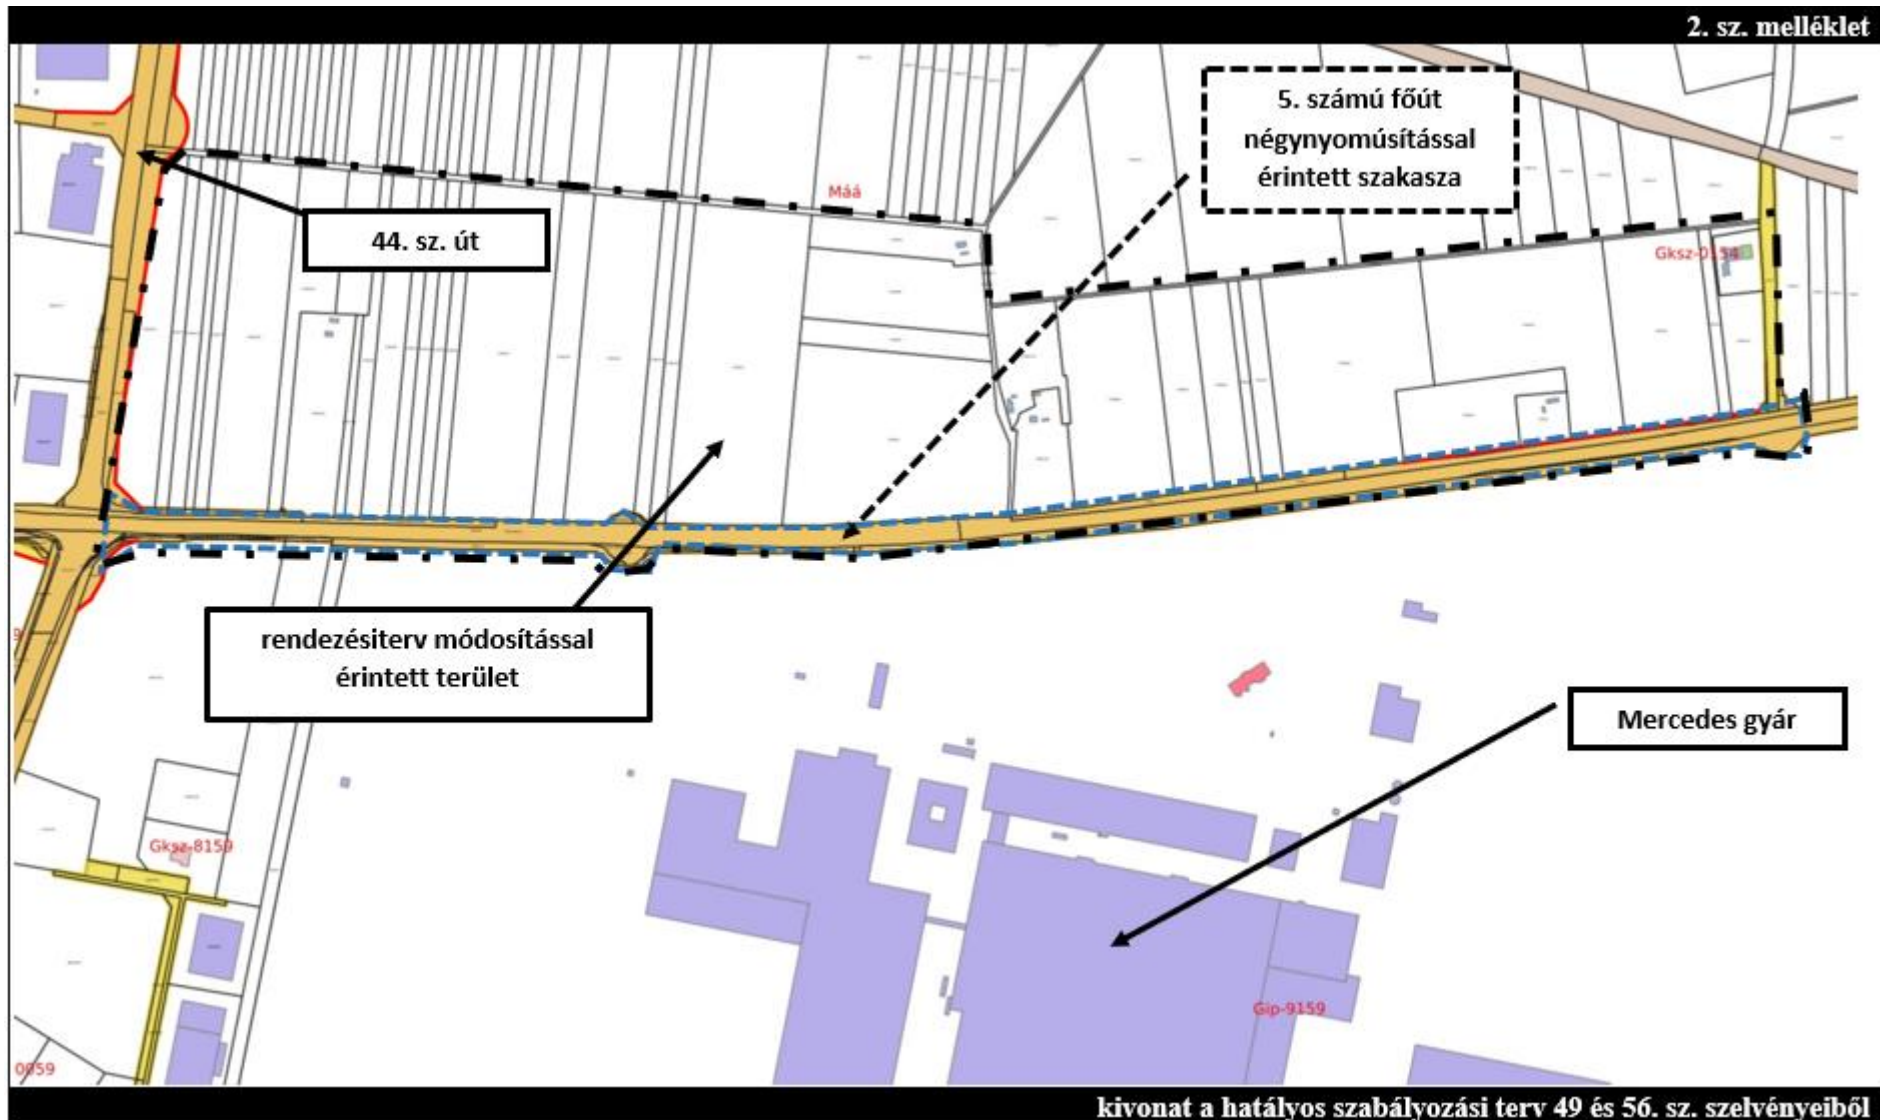 2. sz. melléklet
5. számú főút
négynyomúsítással
érintett szakasza
Máá
44. sz. út
Gksz-0154
rendezésiterv módosítással
érintett terület
Mercedes gyár
Gksz-8159
Gip-9159
0059
kivonat a hatályos szabályozási terv 49 és 56. sz. szelvényeiből